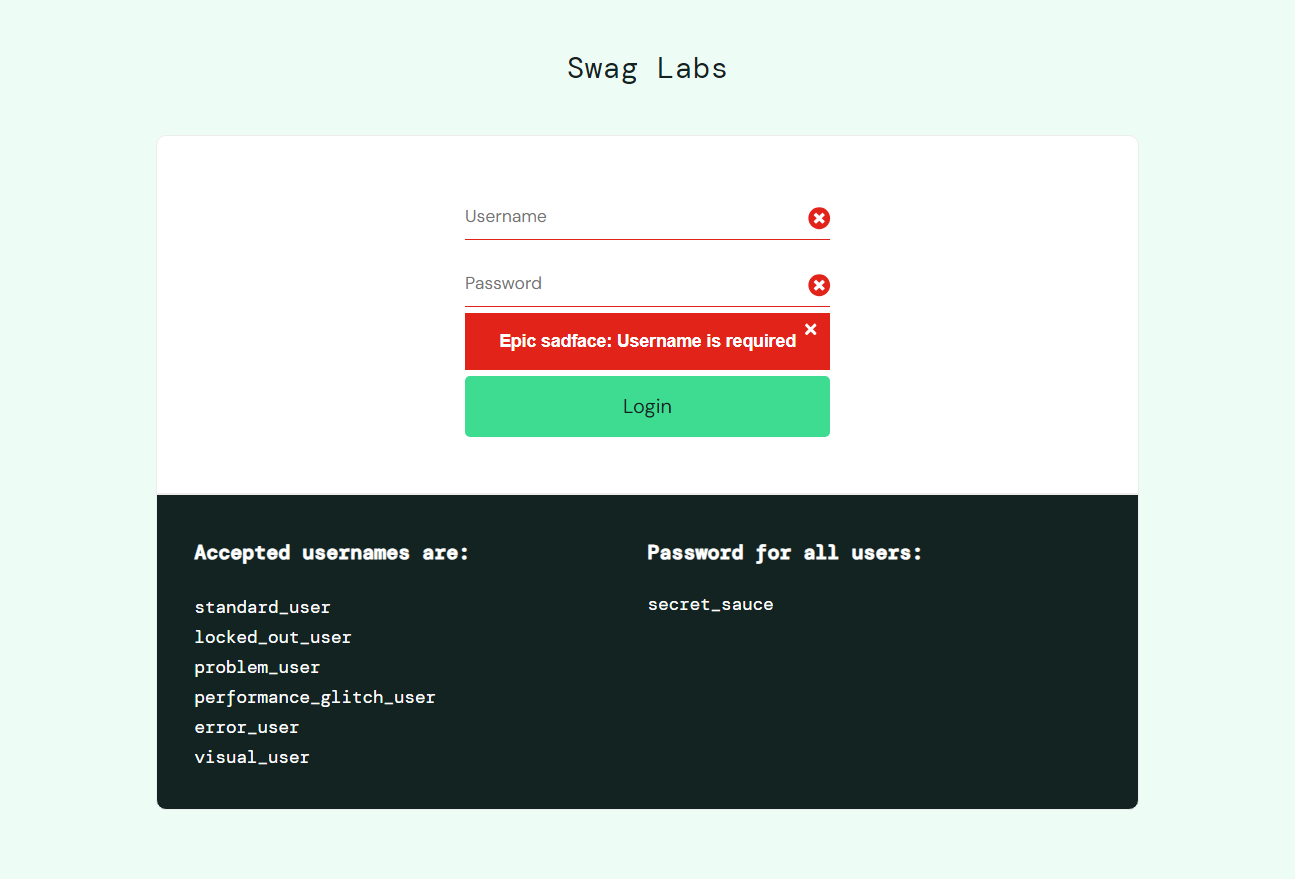 Swag Labs
Username
Password
Epic sadface: Username is required
Login
Accepted usernames are:
standard_user
locked_out_user
problem_user
performance_glitch_user
error_user
visual_user
Password for all users:
secret_sauce